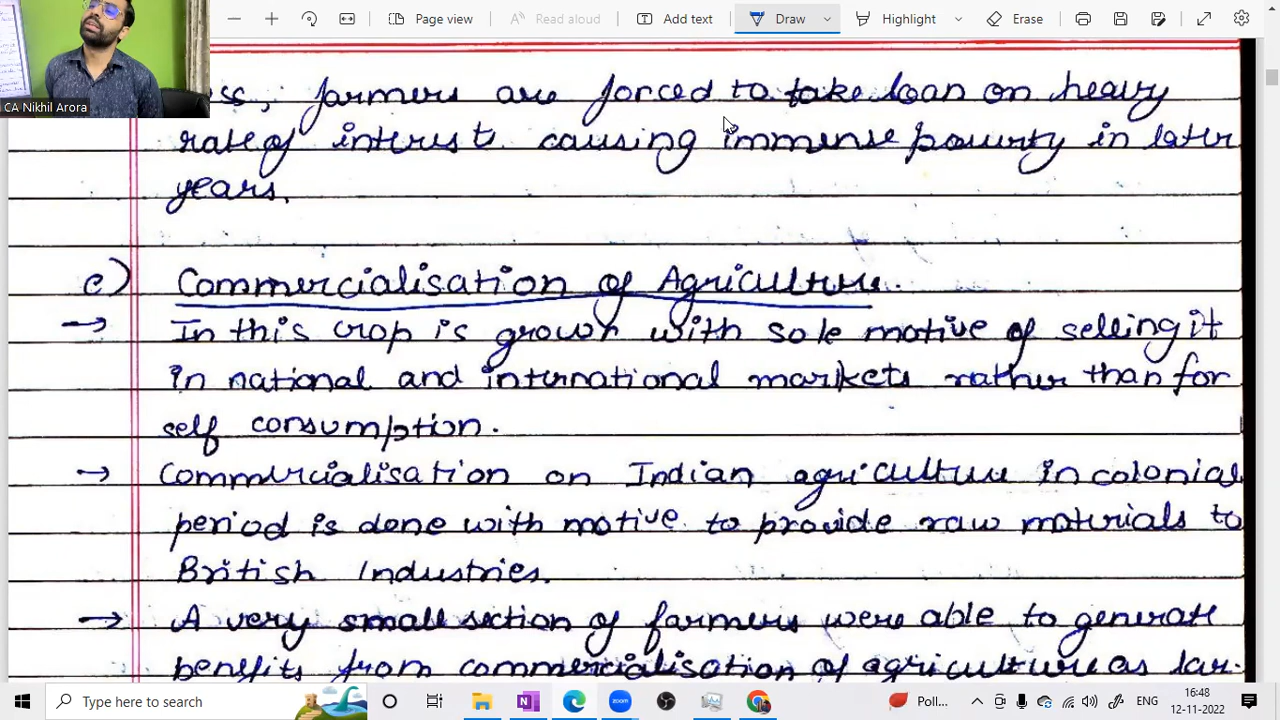 Page view
Read aloud
Add text
Draw
Highlight
Erase
CA Nikhil Arora
farmers are forced to take loan on heavy
rate of interest causing immense poverty in later
years.
c) Commercialisation of Agriculture.
→ In this crop is grown with sole motive of selling it
in national and international markets rather than for
self consumption.
→ Commercialisation on Indian agriculture in colonial
period is done with motive to provide raw materials to
British Industries.
→ A very small section of farmers were able to generate
benefits from commercialisation of agriculture as lar-
Type here to search
Poll...
ENG
16:48
12-11-2022